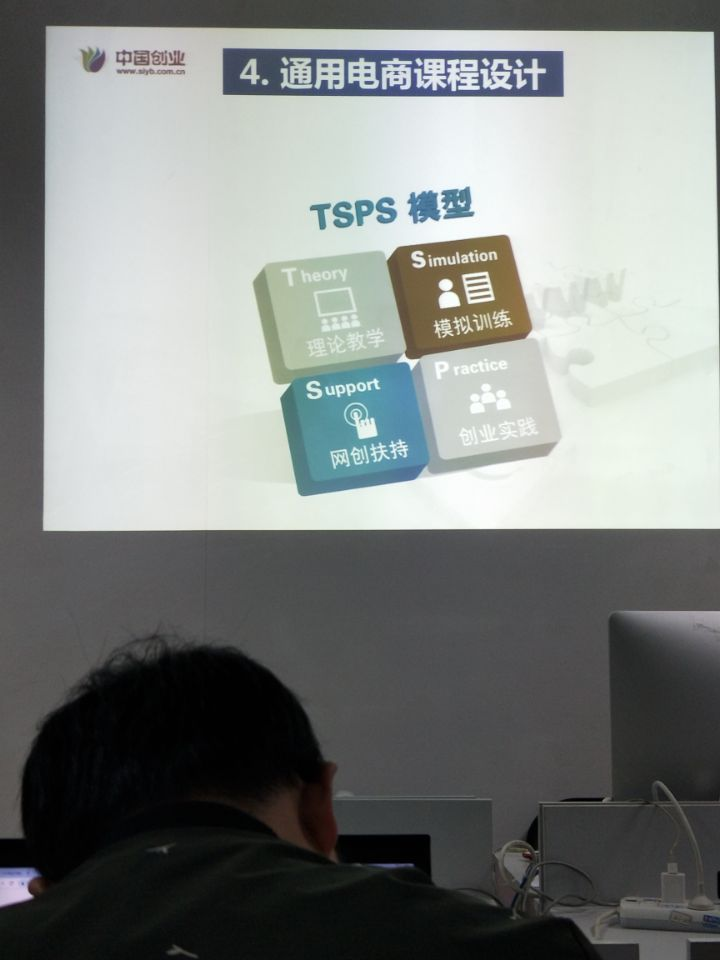 中国创业
www.siyb.com.cn
4. 通用电商课程设计
TSPS 模型
Theory
理论教学
Simulation
模拟训练
Support
网创扶持
Practice
创业实践